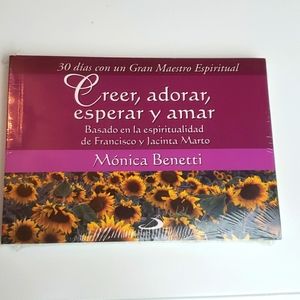 30 días con un Gran Maestro Espiritual
Creer, adorar,
esperar y amar
Basado en la espiritualidad
de Francisco y Jacinta Marto
Mónica Benetti